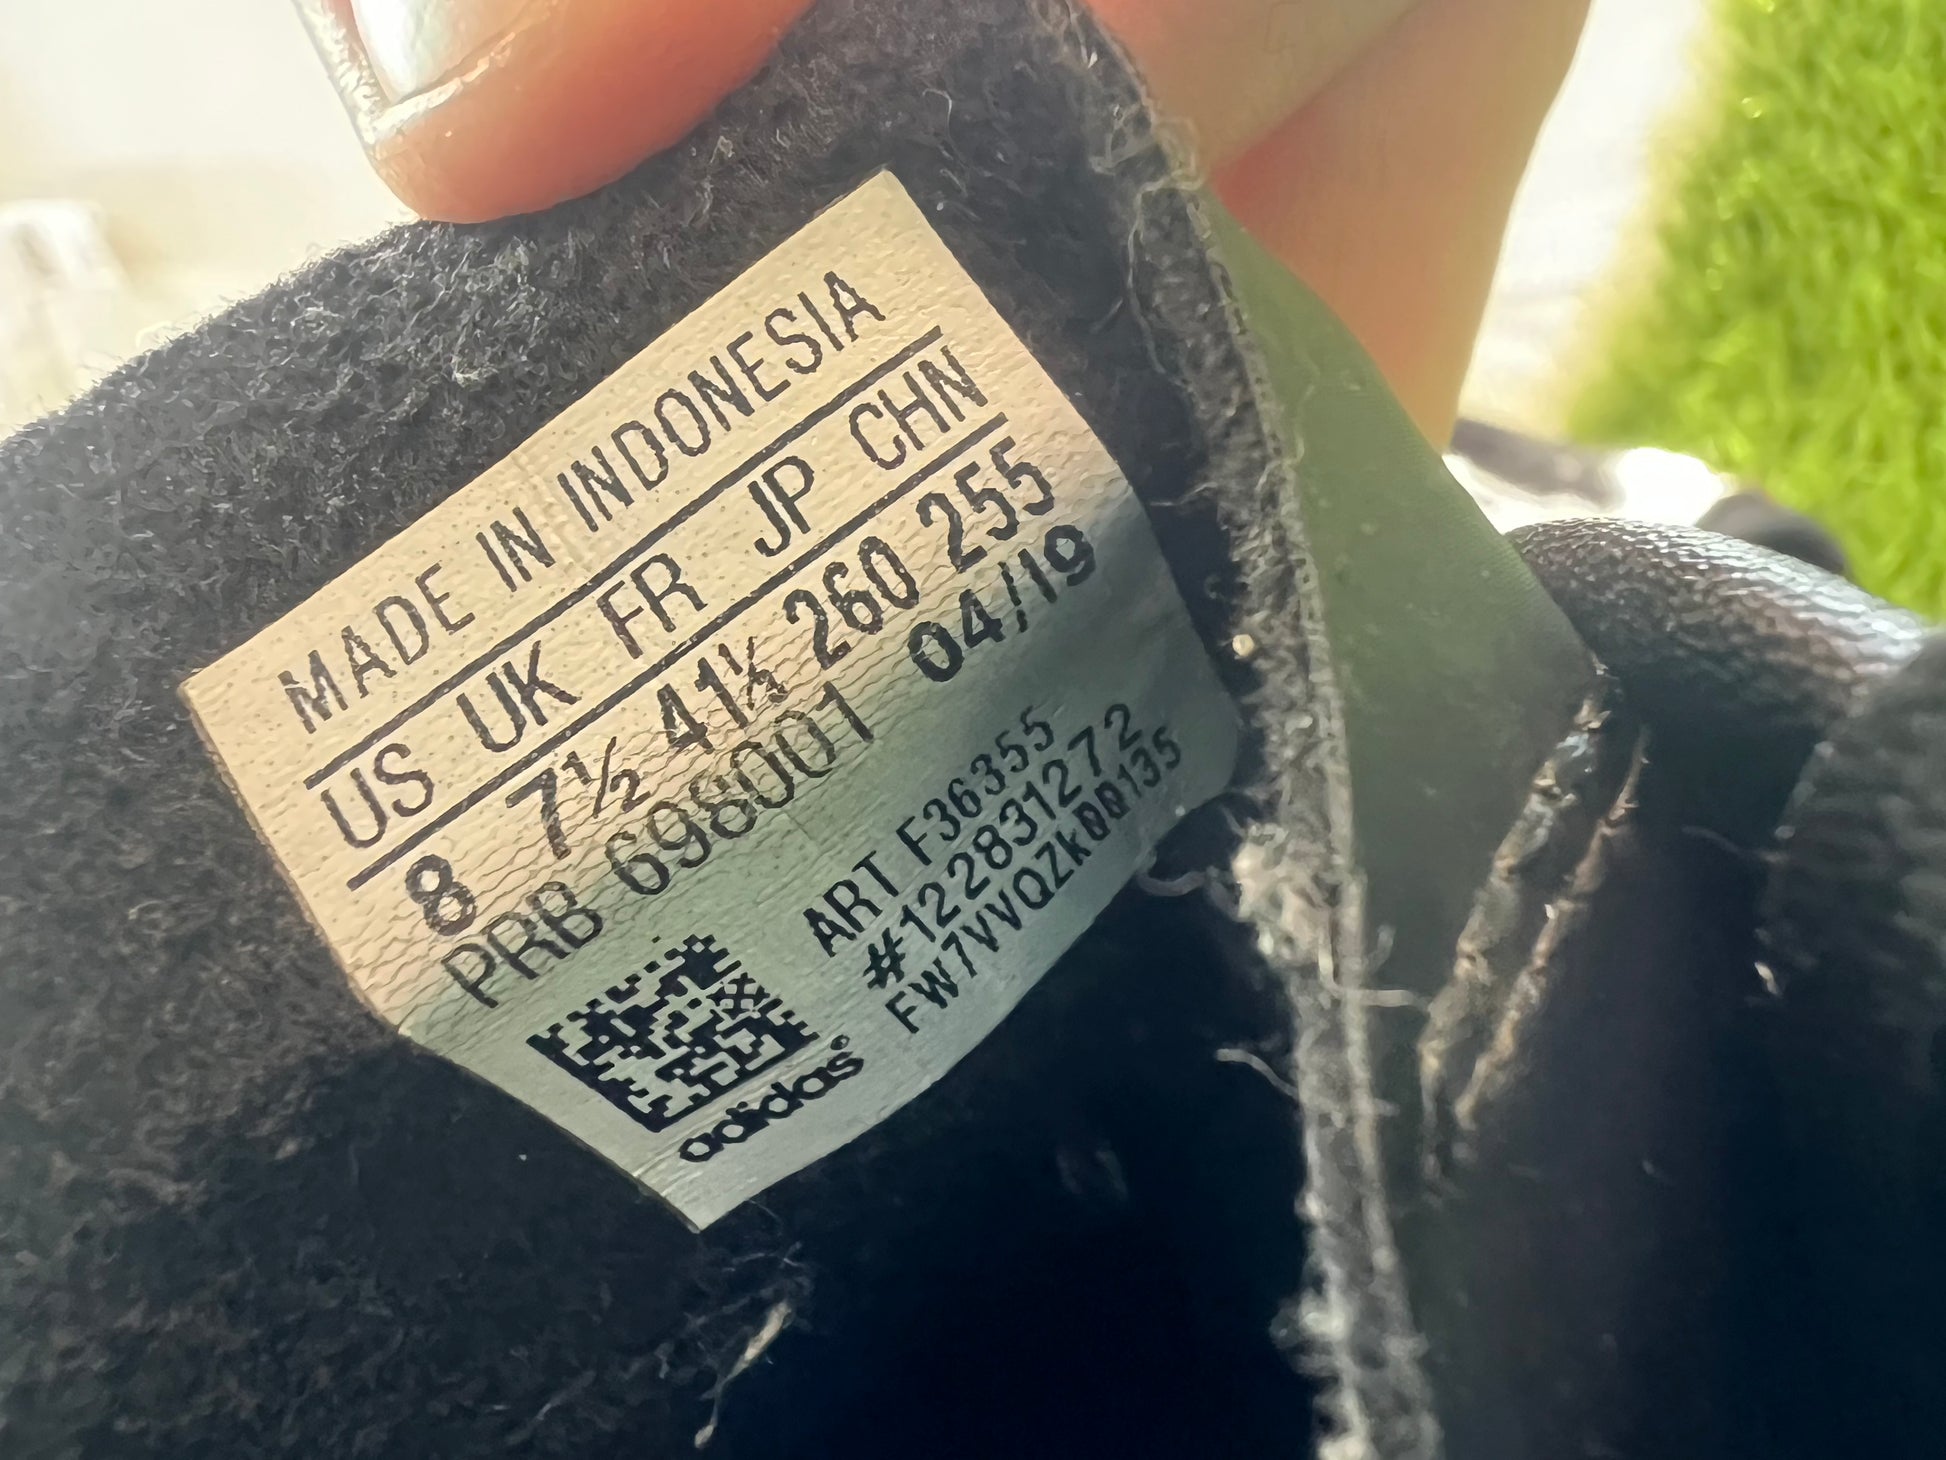 MADE IN INDONESIA
US UK FR JP CHN
8 7½ 41⅓ 260 255
PRB 698001 04/19
ART F36355
#122831272
FW7VVQZk00135
adidas®